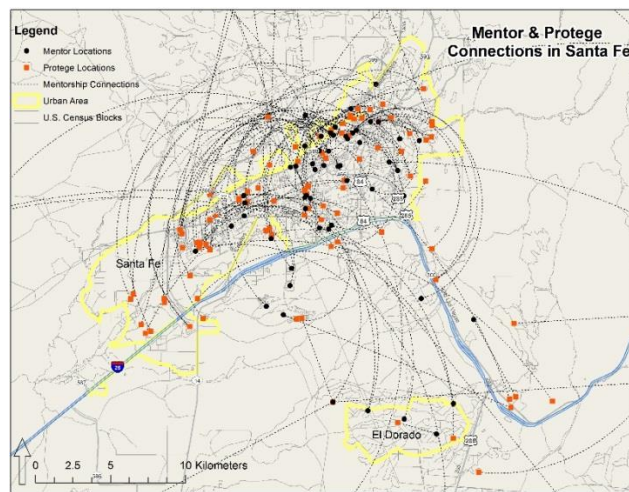 Mentor & Protege
Connections in Santa Fe
Legend
Mentor Locations
Protege Locations
Mentorship Connections
Urban Area
U.S. Census Blocks
84
84
285
Santa Fe
25
14
El Dorado
0 2.5 5 10 Kilometers